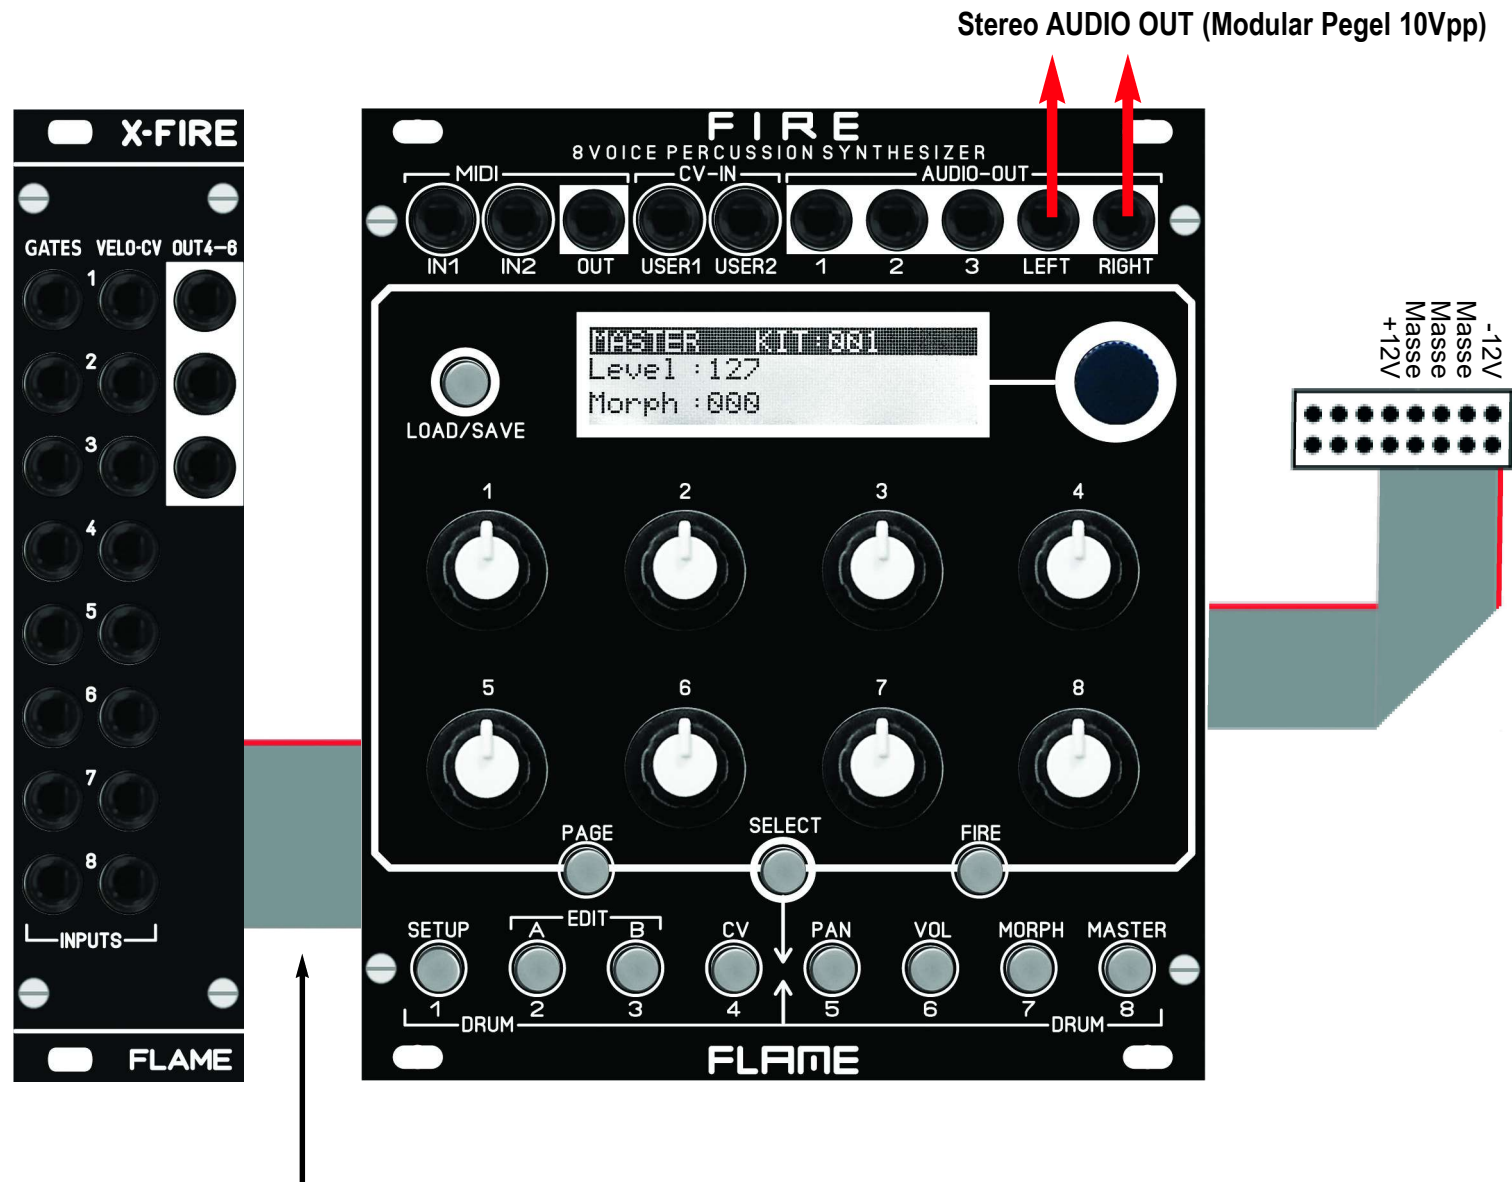 Stereo AUDIO OUT (Modular Pegel 10Vpp)
X-FIRE
GATES VELO-CV OUT4-6
1
2
3
4
5
6
7
8
INPUTS
FLAME
FIRE
8 VOICE PERCUSSION SYNTHESIZER
MIDI CV-IN AUDIO-OUT
IN1 IN2 OUT USER1 USER2 1 2 3 LEFT RIGHT
MASTER KIT:001
Level :127
Morph :000
LOAD/SAVE
1 2 3 4
5 6 7 8
PAGE SELECT FIRE
EDIT
SETUP A B CV PAN VOL MORPH MASTER
1 2 3 4 5 6 7 8
DRUM DRUM
FLAME
+12V
Masse
Masse
Masse
-12V